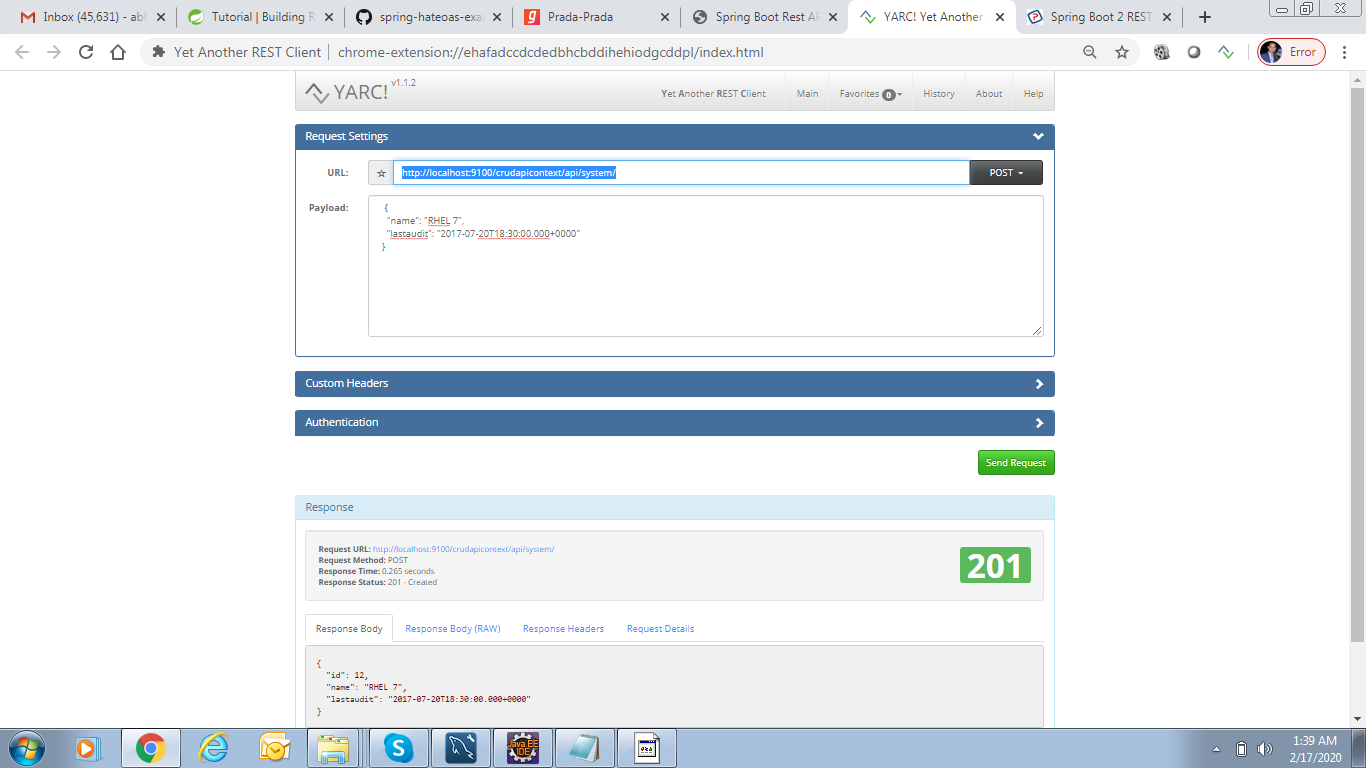 Inbox (45,631) - abh
Tutorial | Building R
spring-hateoas-exa
Prada-Prada
Spring Boot Rest AP
YARC! Yet Another
Spring Boot 2 REST
Yet Another REST Client
chrome-extension://ehafadccdcdedbhcbddihehiodgcddpl/index.html
Error
YARC! v1.1.2
Yet Another REST Client
Main
Favorites 0
History
About
Help
Request Settings
URL:
http://localhost:9100/crudapicontext/api/system/
POST
Payload:
{
"name": "RHEL 7",
"lastaudit": "2017-07-20T18:30:00.000+0000"
}
Custom Headers
Authentication
Send Request
Response
Request URL: http://localhost:9100/crudapicontext/api/system/
Request Method: POST
Response Time: 0.265 seconds
Response Status: 201 - Created
201
Response Body
Response Body (RAW)
Response Headers
Request Details
{
"id": 12,
"name": "RHEL 7",
"lastaudit": "2017-07-20T18:30:00.000+0000"
}
Java EE
IDE
1:39 AM
2/17/2020